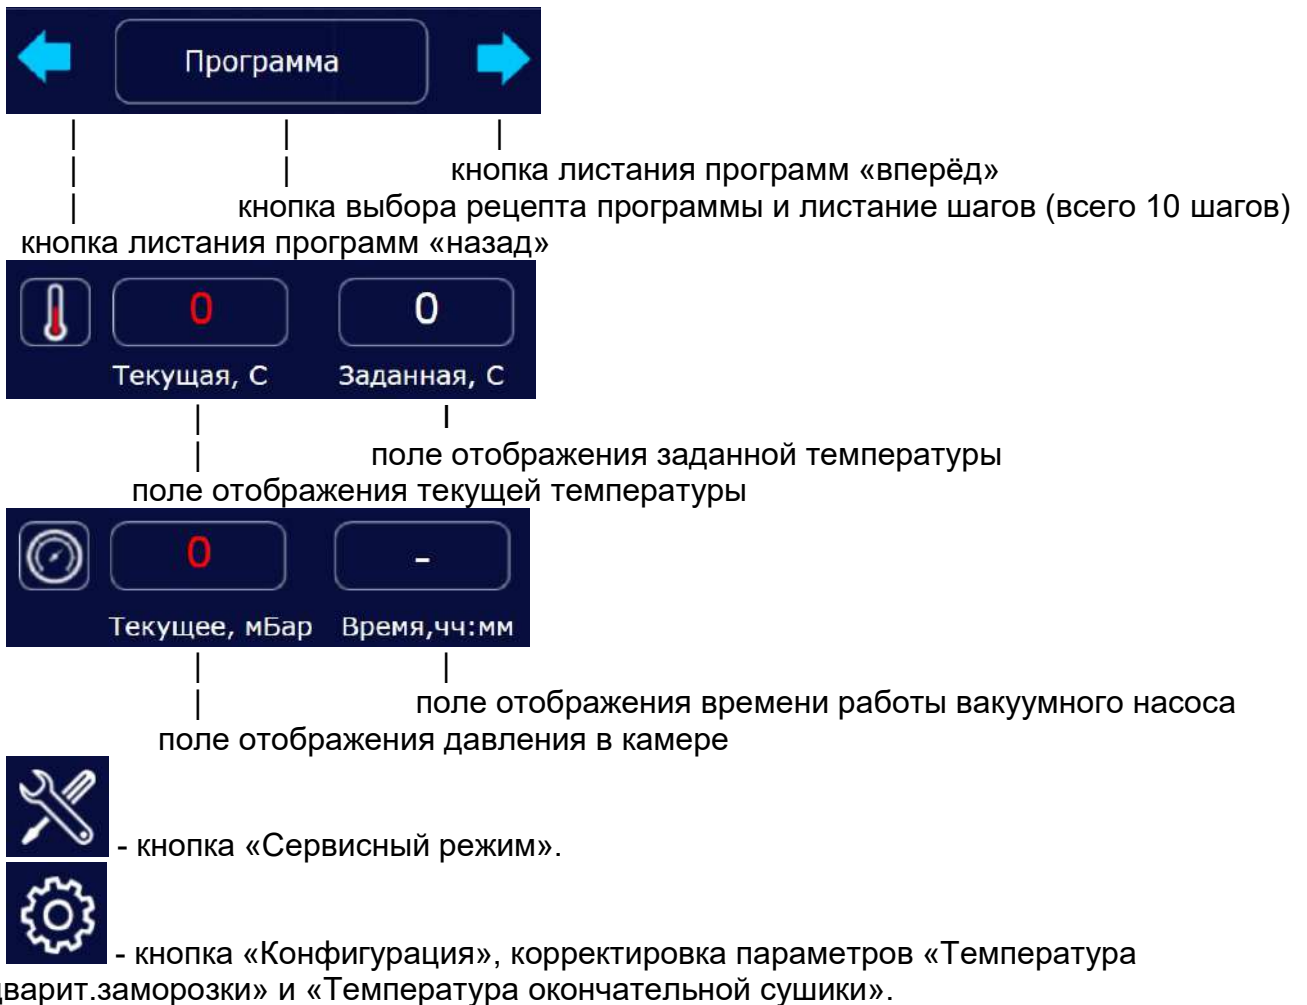 Программа
кнопка листания программ «вперёд»
кнопка выбора рецепта программы и листание шагов (всего 10 шагов)
кнопка листания программ «назад»
0 0
Текущая, С Заданная, С
поле отображения заданной температуры
поле отображения текущей температуры
0 -
Текущее, мБар Время,чч:мм
поле отображения времени работы вакуумного насоса
поле отображения давления в камере
- кнопка «Сервисный режим».
- кнопка «Конфигурация», корректировка параметров «Температура
дварит.заморозки» и «Температура окончательной сушики».